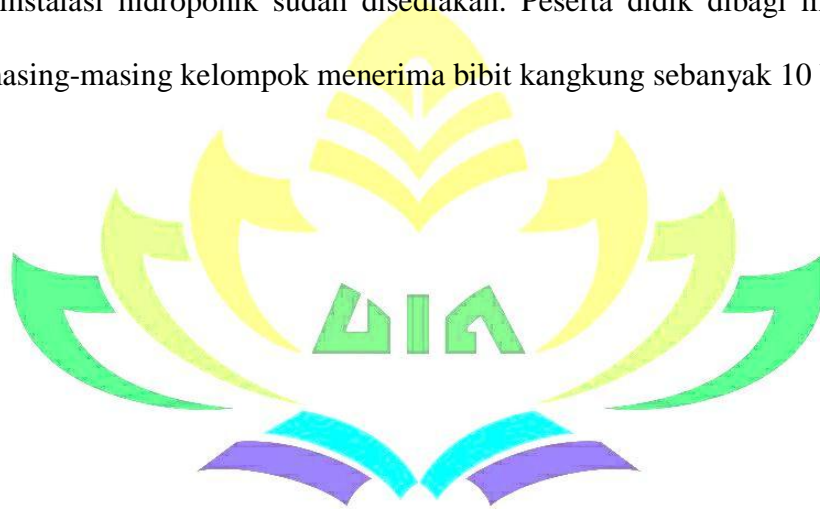 instalasi hidroponik sudah disediakan. Peserta didik dibagi
masing-masing kelompok menerima bibit kangkung sebanyak 10